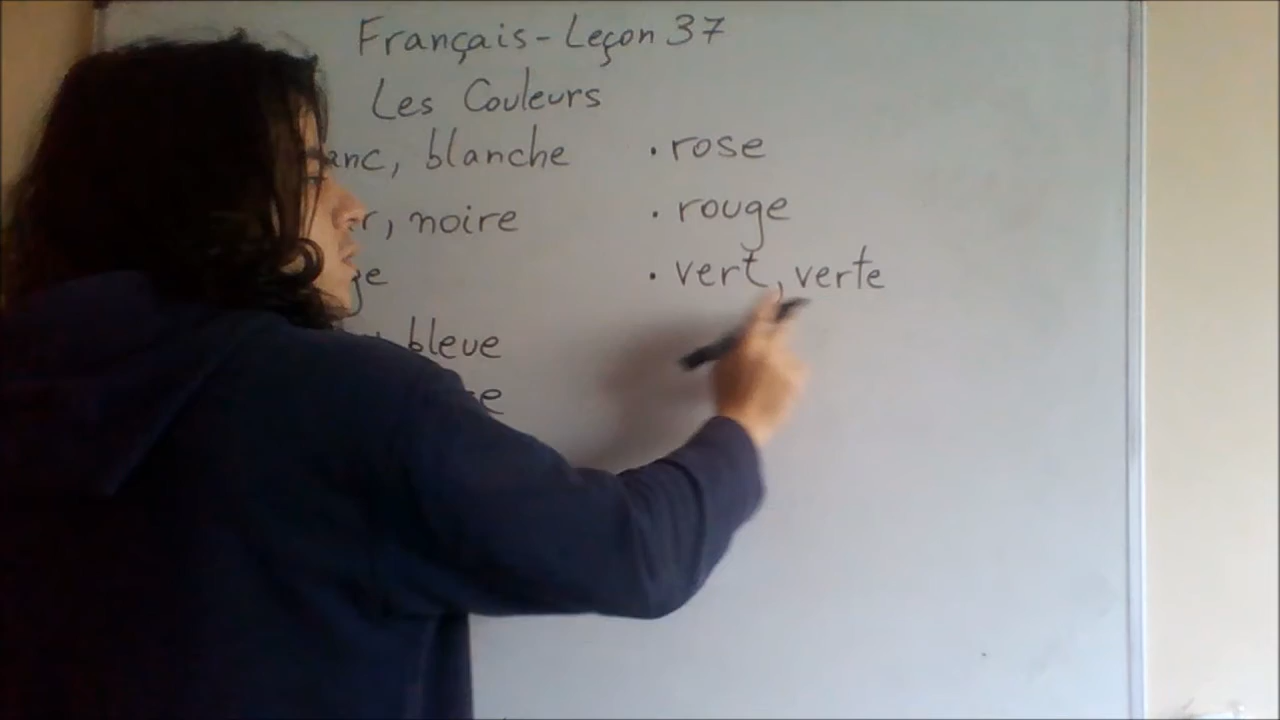 Français - Leçon 37
Les Couleurs
, blanche
, noire
bleue
· rose
· rouge
· vert, verte